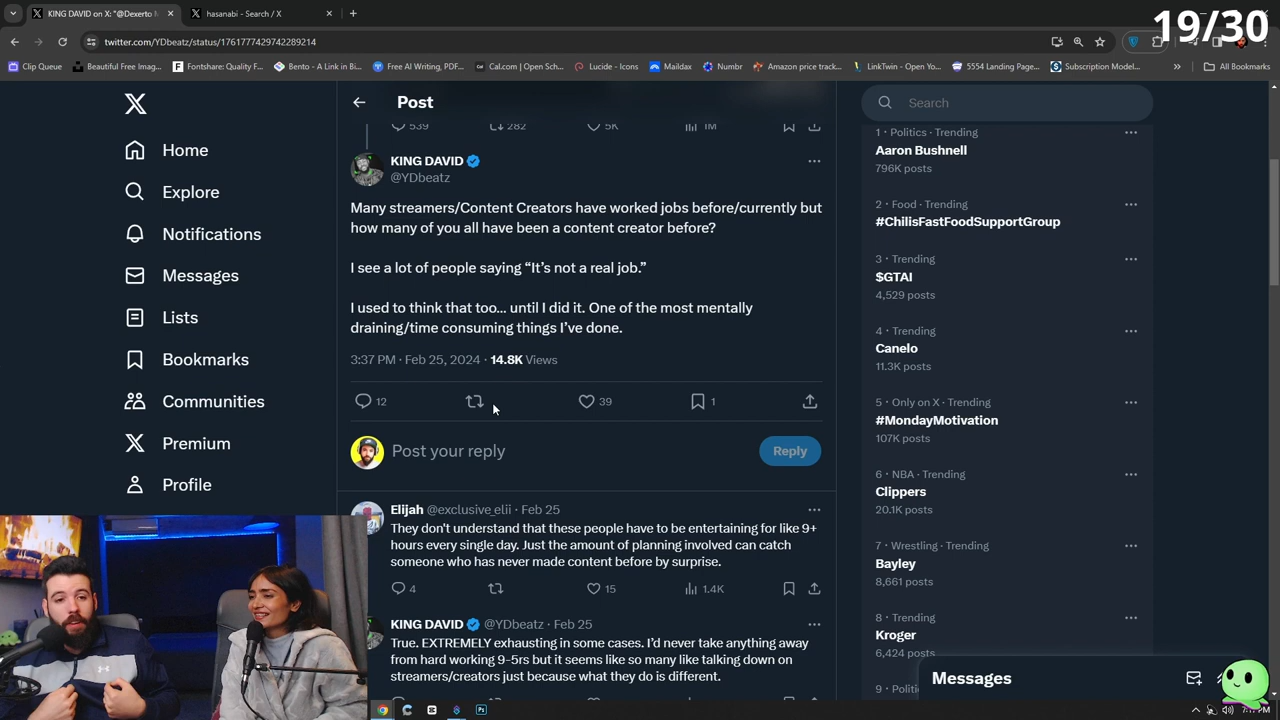 KING DAVID on X: "@Dexerto
hasanabi - Search / X
19/30
twitter.com/YDbeatz/status/1761777429742289214
Clip Queue
Beautiful Free Imag...
Fontshare: Quality F...
Bento - A Link in Bi...
Free AI Writing, PDF...
Cal.com | Open Sch...
Lucide - Icons
Maildax
Numbr
Amazon price track...
LinkTwin - Open Yo...
5554 Landing Page...
Subscription Model...
All Bookmarks
Home
Explore
Notifications
Messages
Lists
Bookmarks
Communities
Premium
Profile
Post
539
282
5K
1M
KING DAVID
@YDbeatz
Many streamers/Content Creators have worked jobs before/currently but
how many of you all have been a content creator before?
I see a lot of people saying “It’s not a real job.”
I used to think that too... until I did it. One of the most mentally
draining/time consuming things I’ve done.
3:37 PM · Feb 25, 2024 · 14.8K Views
12
39
1
Post your reply
Reply
Elijah @exclusive_elii · Feb 25
They don't understand that these people have to be entertaining for like 9+
hours every single day. Just the amount of planning involved can catch
someone who has never made content before by surprise.
4
15
1.4K
KING DAVID @YDbeatz · Feb 25
True. EXTREMELY exhausting in some cases. I’d never take anything away
from hard working 9-5rs but it seems like so many like talking down on
streamers/creators just because what they do is different.
Search
1 · Politics · Trending
Aaron Bushnell
796K posts
2 · Food · Trending
#ChilisFastFoodSupportGroup
3 · Trending
$GTAI
4,529 posts
4 · Trending
Canelo
11.3K posts
5 · Only on X · Trending
#MondayMotivation
107K posts
6 · NBA · Trending
Clippers
20.1K posts
7 · Wrestling · Trending
Bayley
8,661 posts
8 · Trending
Kroger
6,424 posts
Messages